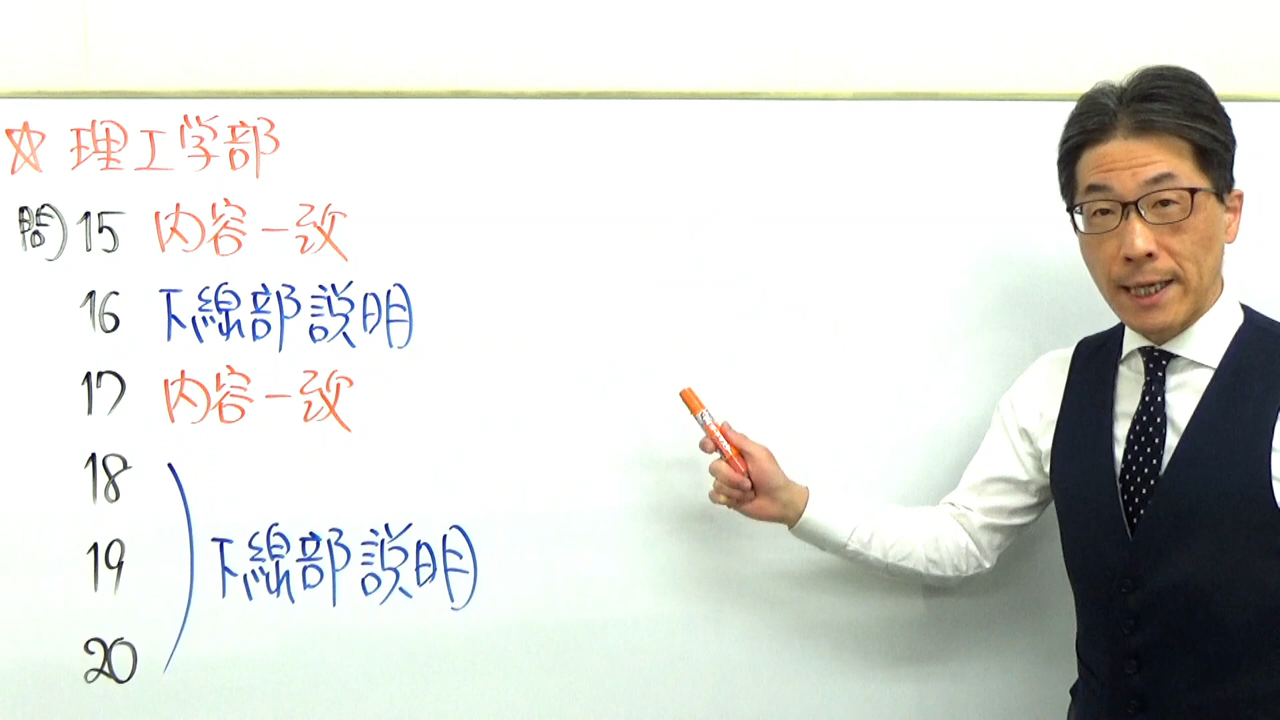 ☆ 理工学部
問) 15 内容一致
16 下線部説明
17 内容一致
18
19 下線部説明
20